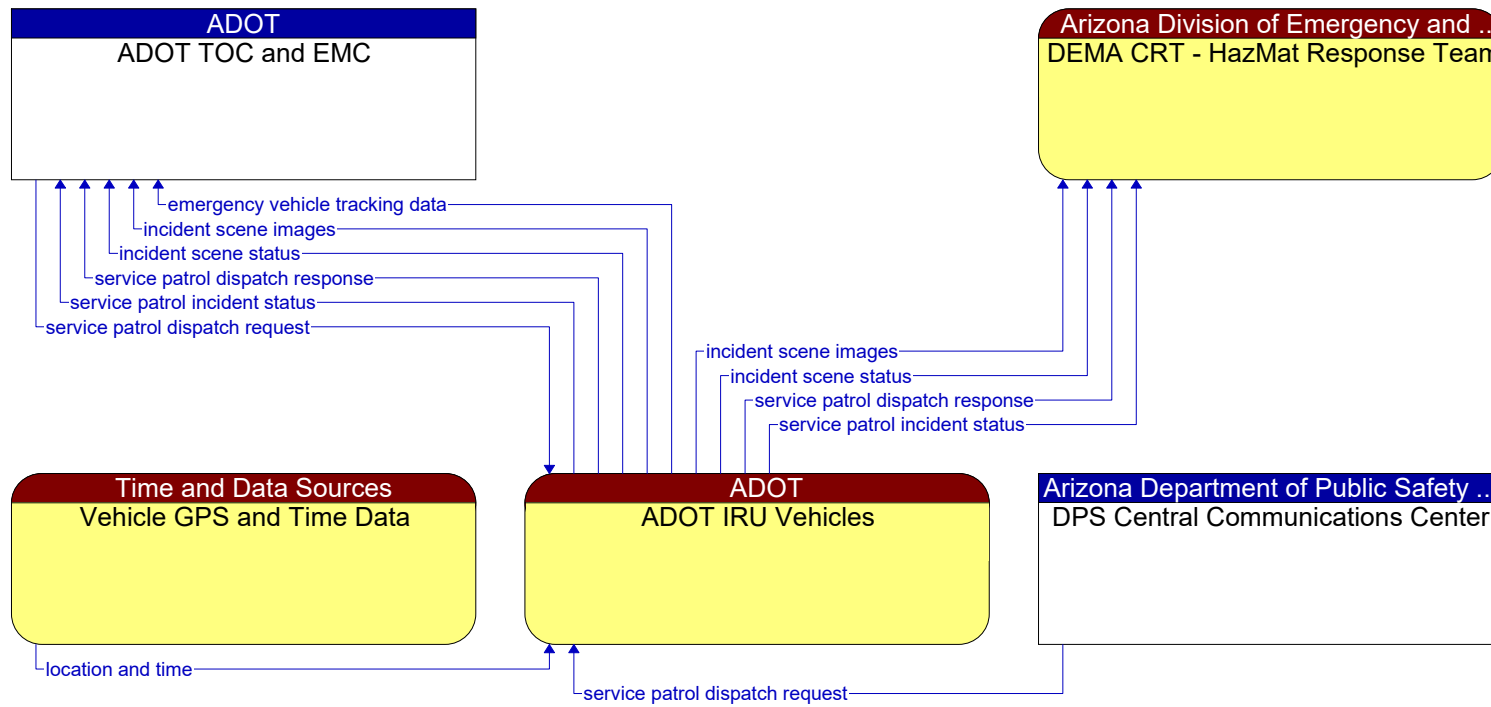 ADOT
ADOT TOC and EMC
Arizona Division of Emergency and ..
DEMA CRT - HazMat Response Team
emergency vehicle tracking data
incident scene images
incident scene status
service patrol dispatch response
service patrol incident status
service patrol dispatch request
incident scene images
incident scene status
service patrol dispatch response
service patrol incident status
Time and Data Sources
Vehicle GPS and Time Data
ADOT
ADOT IRU Vehicles
Arizona Department of Public Safety ..
DPS Central Communications Center
location and time
service patrol dispatch request